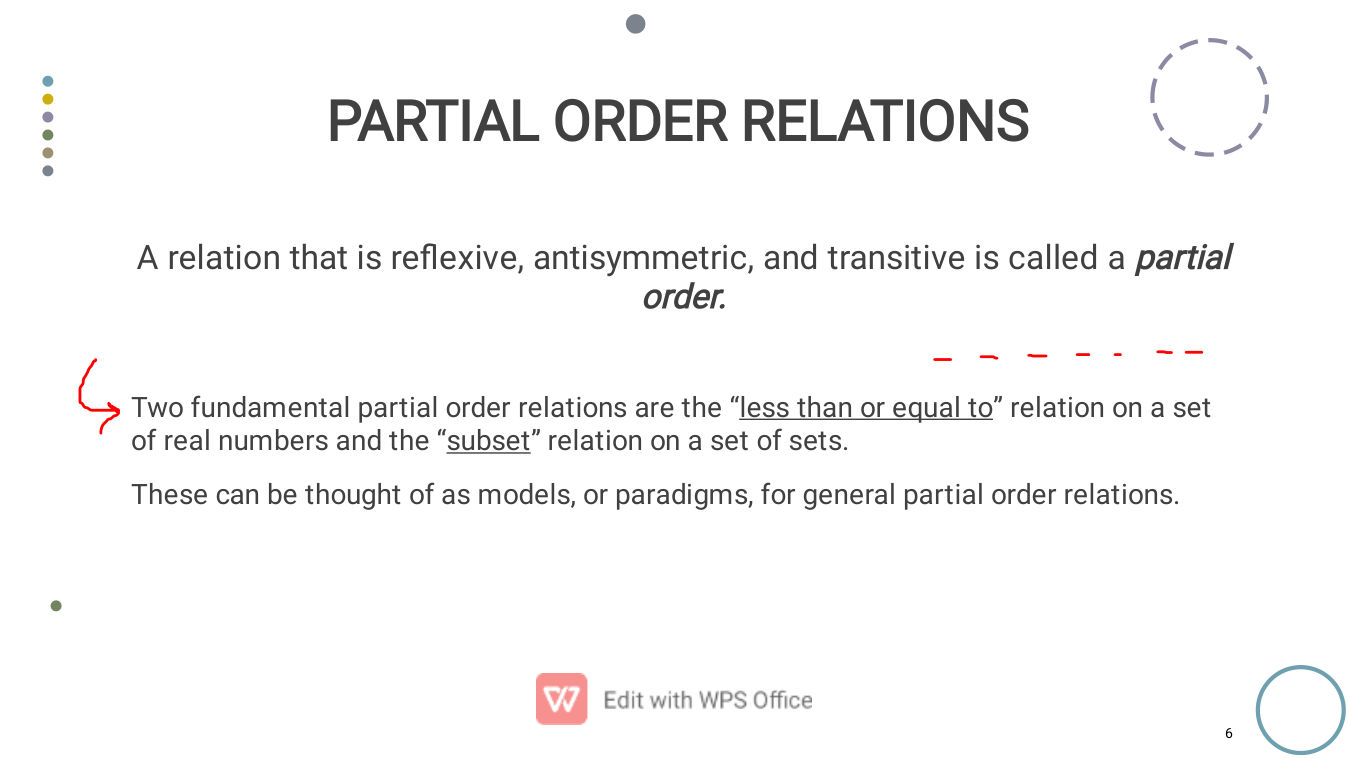 PARTIAL ORDER RELATIONS
A relation that is reflexive, antisymmetric, and transitive is called a partial
order.
Two fundamental partial order relations are the “less than or equal to” relation on a set
of real numbers and the “subset” relation on a set of sets.
These can be thought of as models, or paradigms, for general partial order relations.
Edit with WPS Office
6